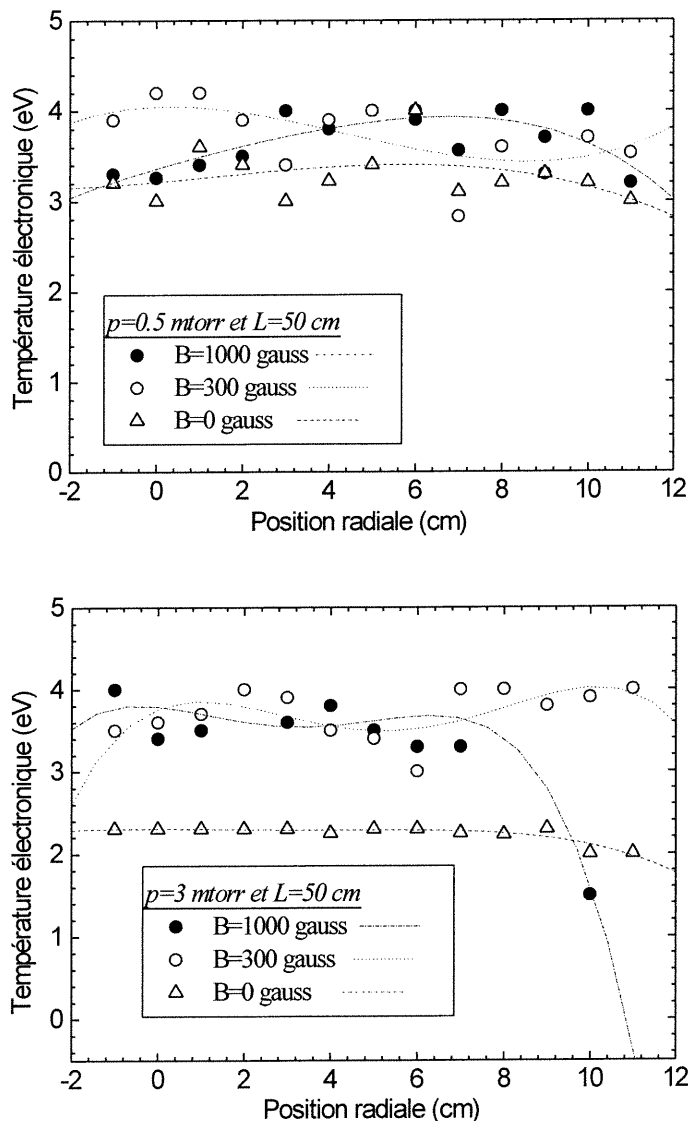 5
4
3
2
1
0
Température électronique (eV)
p=0.5 mtorr et L=50 cm
B=1000 gauss
B=300 gauss
B=0 gauss
-2 0 2 4 6 8 10 12
Position radiale (cm)
5
4
3
2
1
0
Température électronique (eV)
p=3 mtorr et L=50 cm
B=1000 gauss
B=300 gauss
B=0 gauss
-2 0 2 4 6 8 10 12
Position radiale (cm)